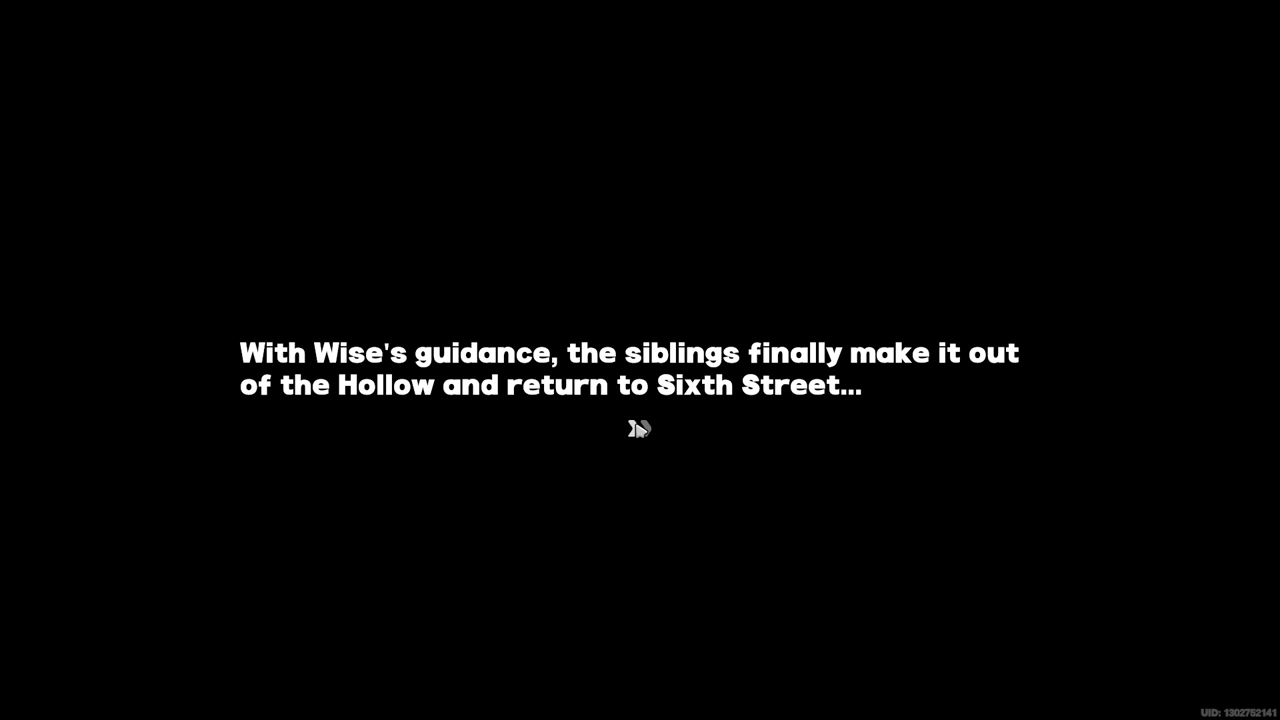 With Wise's guidance, the siblings finally make it out
of the Hollow and return to Sixth Street...
UID: 1302752141